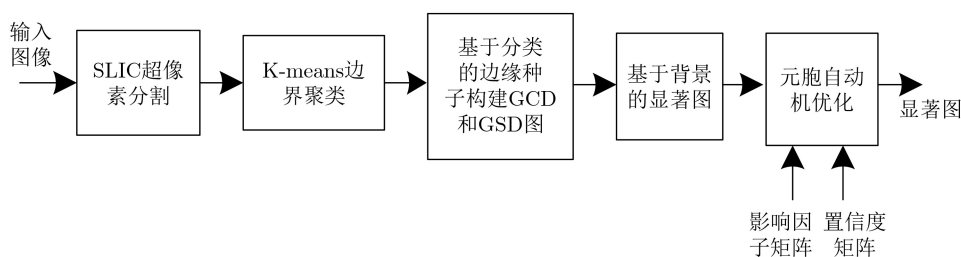 输入
图像
SLIC超像
素分割
K-means边
界聚类
基于分类
的边缘种
子构建GCD
和GSD图
基于背景
的显著图
元胞自动
机优化
显著图
影响因
子矩阵
置信度
矩阵